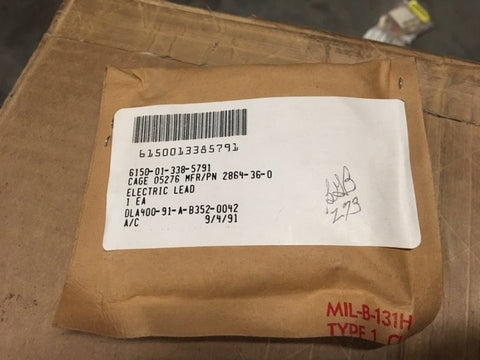 6150013385791
6150-01-338-5791
CAGE 05276 MFR/PN 2864-36-0
ELECTRIC LEAD
1 EA
DLA400-91-A-B352-0042
A/C 9/4/91
273
MIL-B-131H
TYPE 1